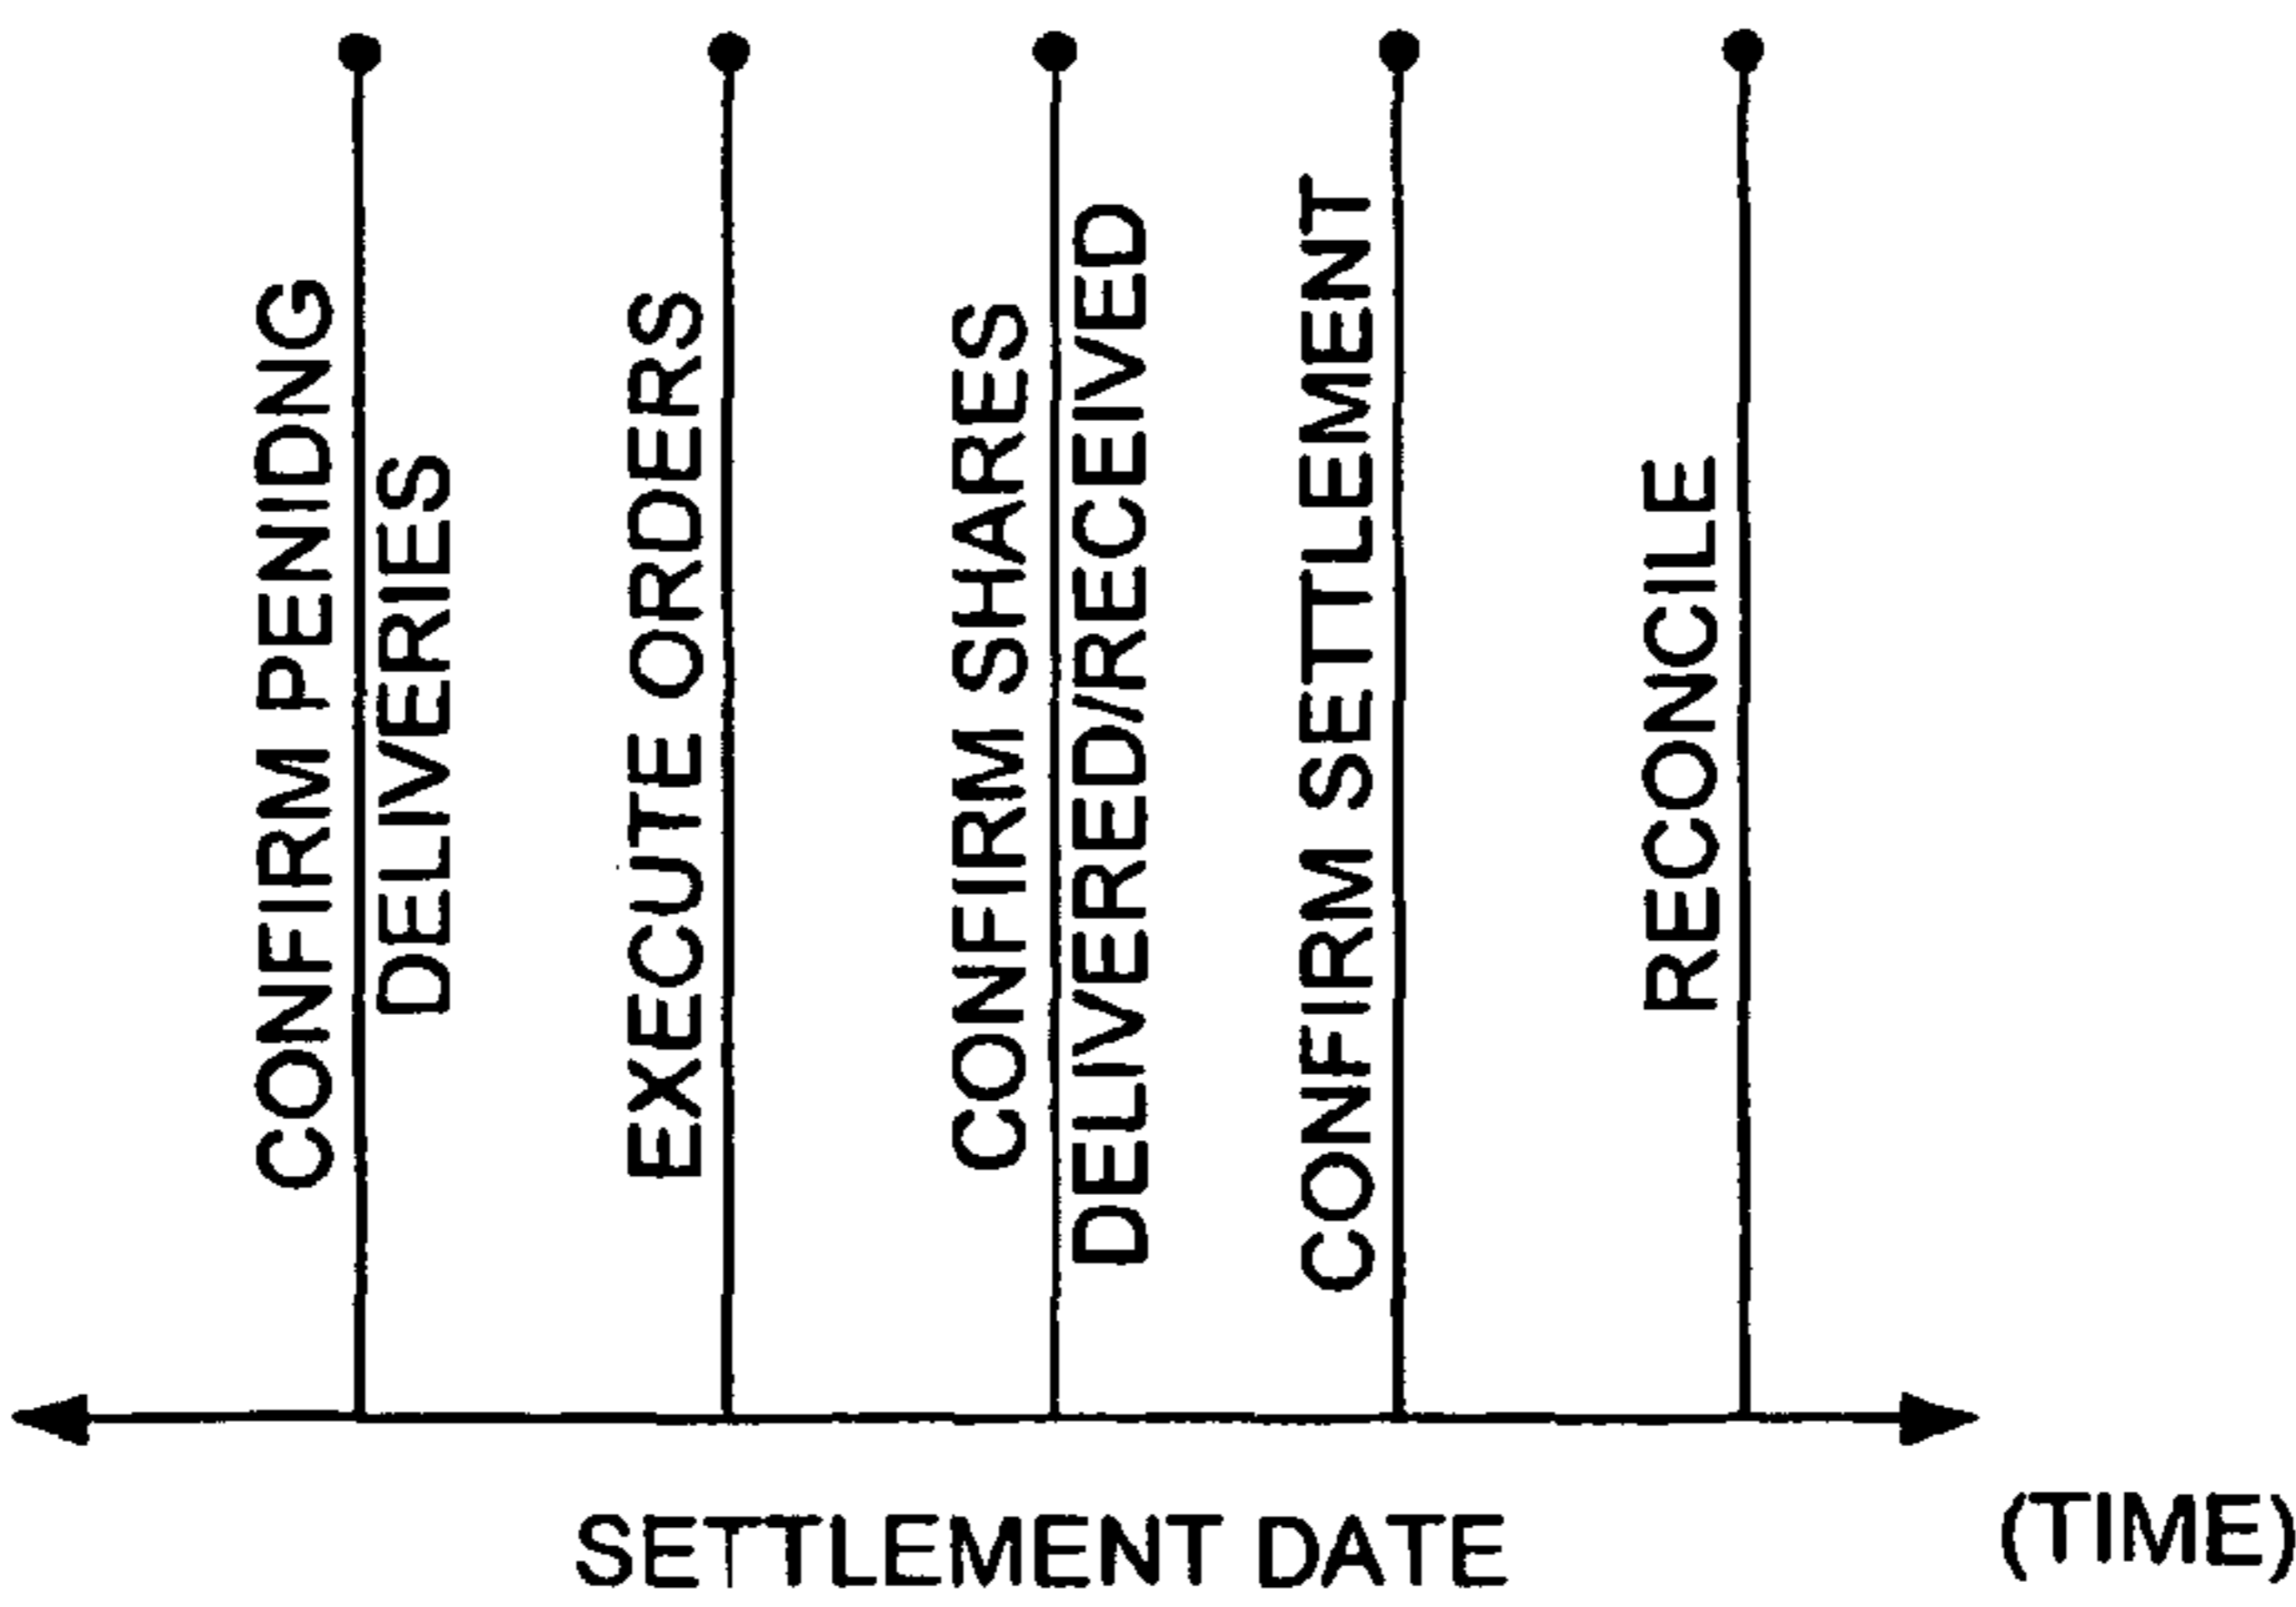 CONFIRM PENIDNG
DELIVERIES
EXECUTE ORDERS
CONFIRM SHARES
DELIVERED/RECEIVED
CONFIRM SETTLEMENT
RECONCILE
SETTLEMENT DATE
(TIME)